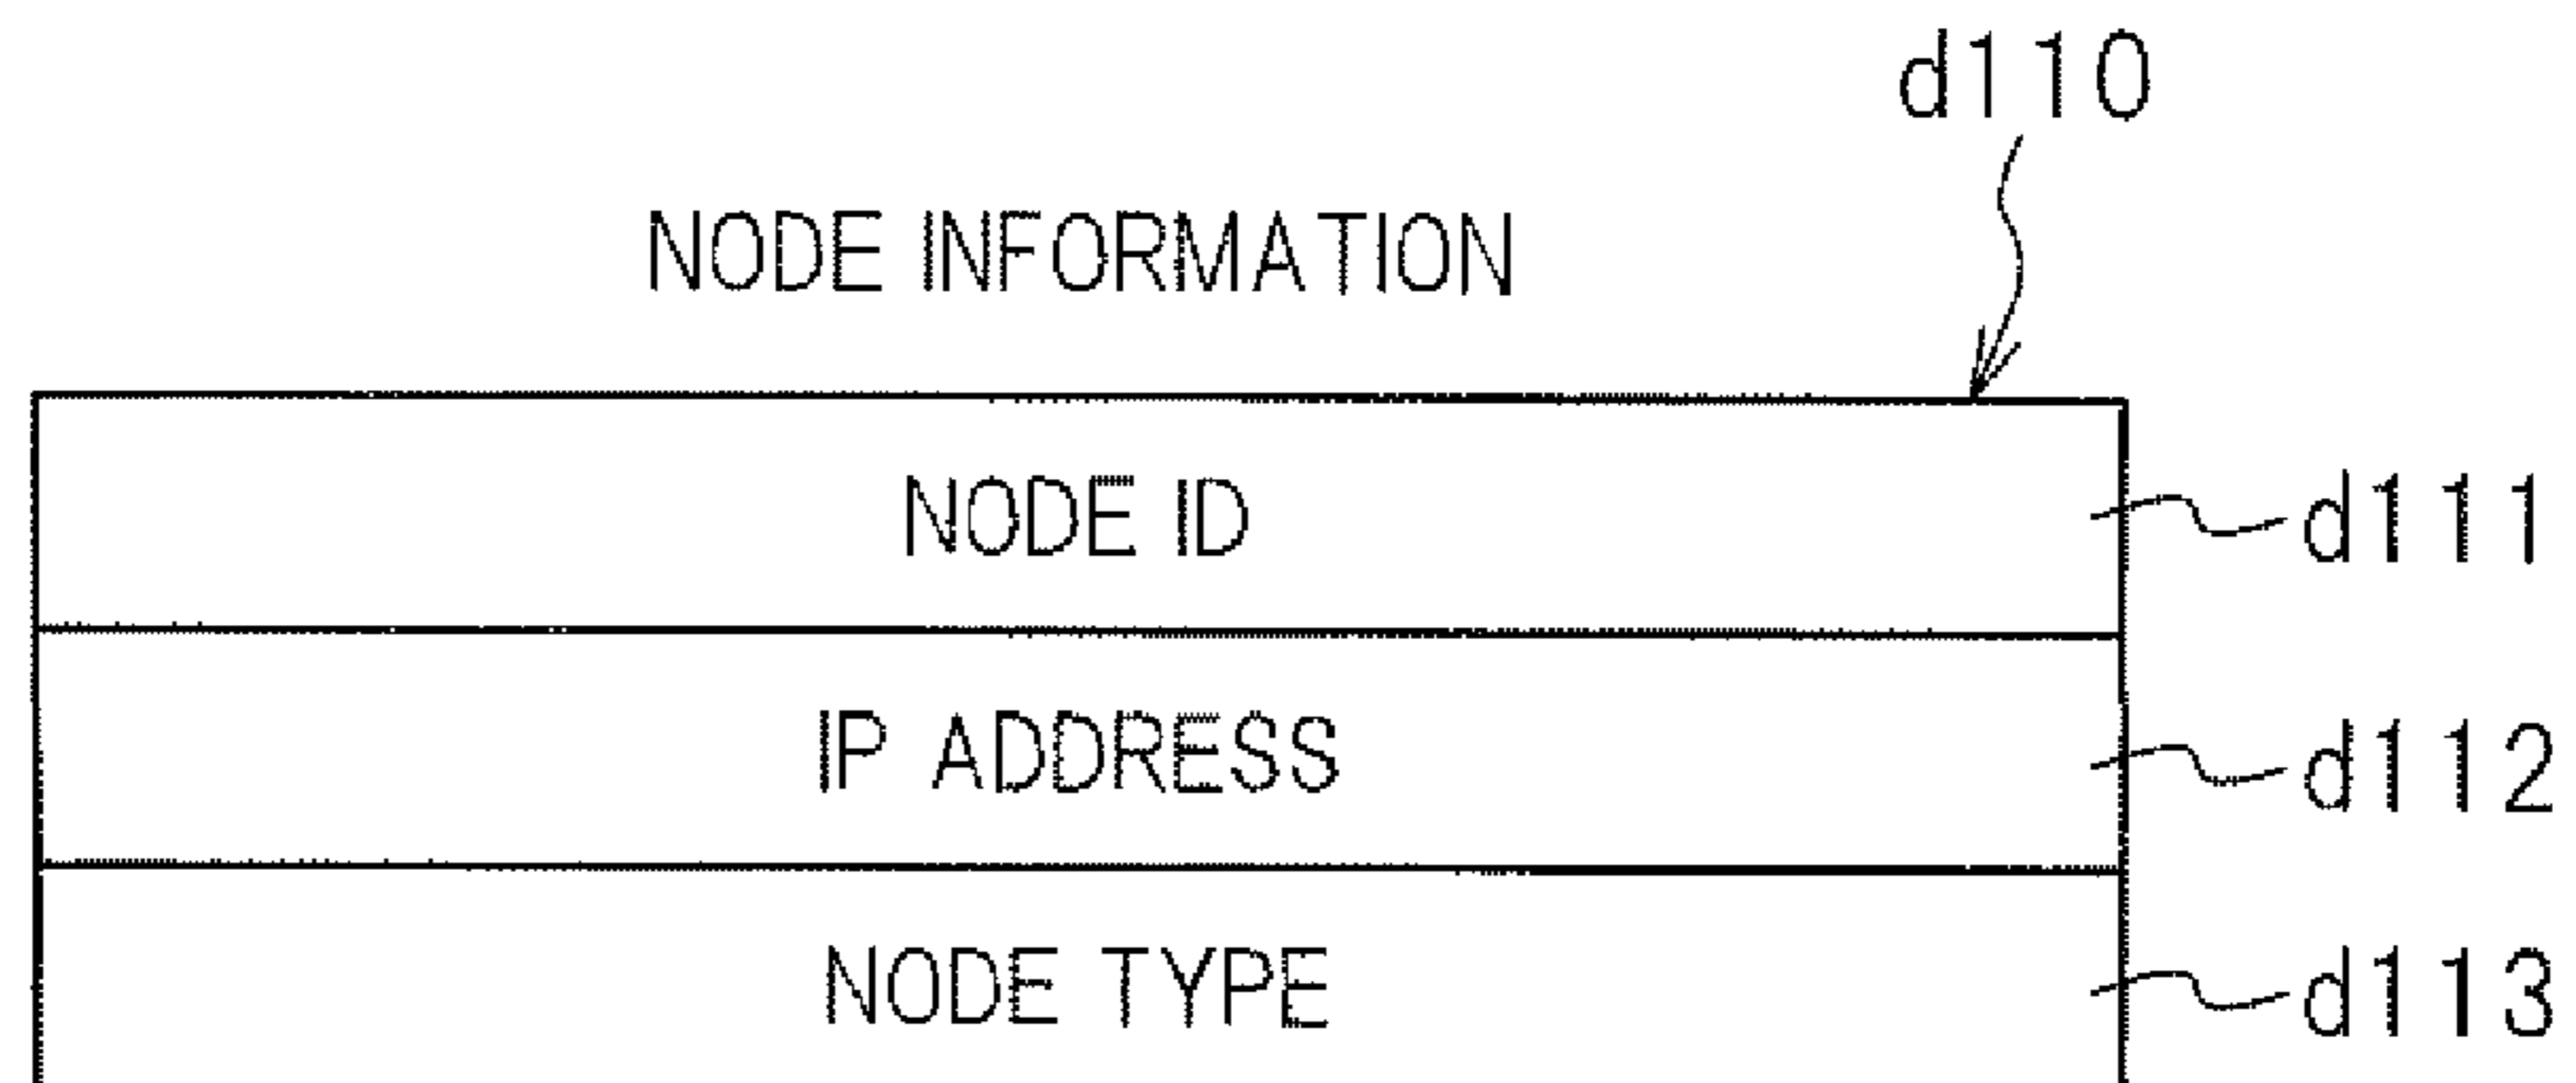 d110
NODE INFORMATION
NODE ID d111
IP ADDRESS d112
NODE TYPE d113